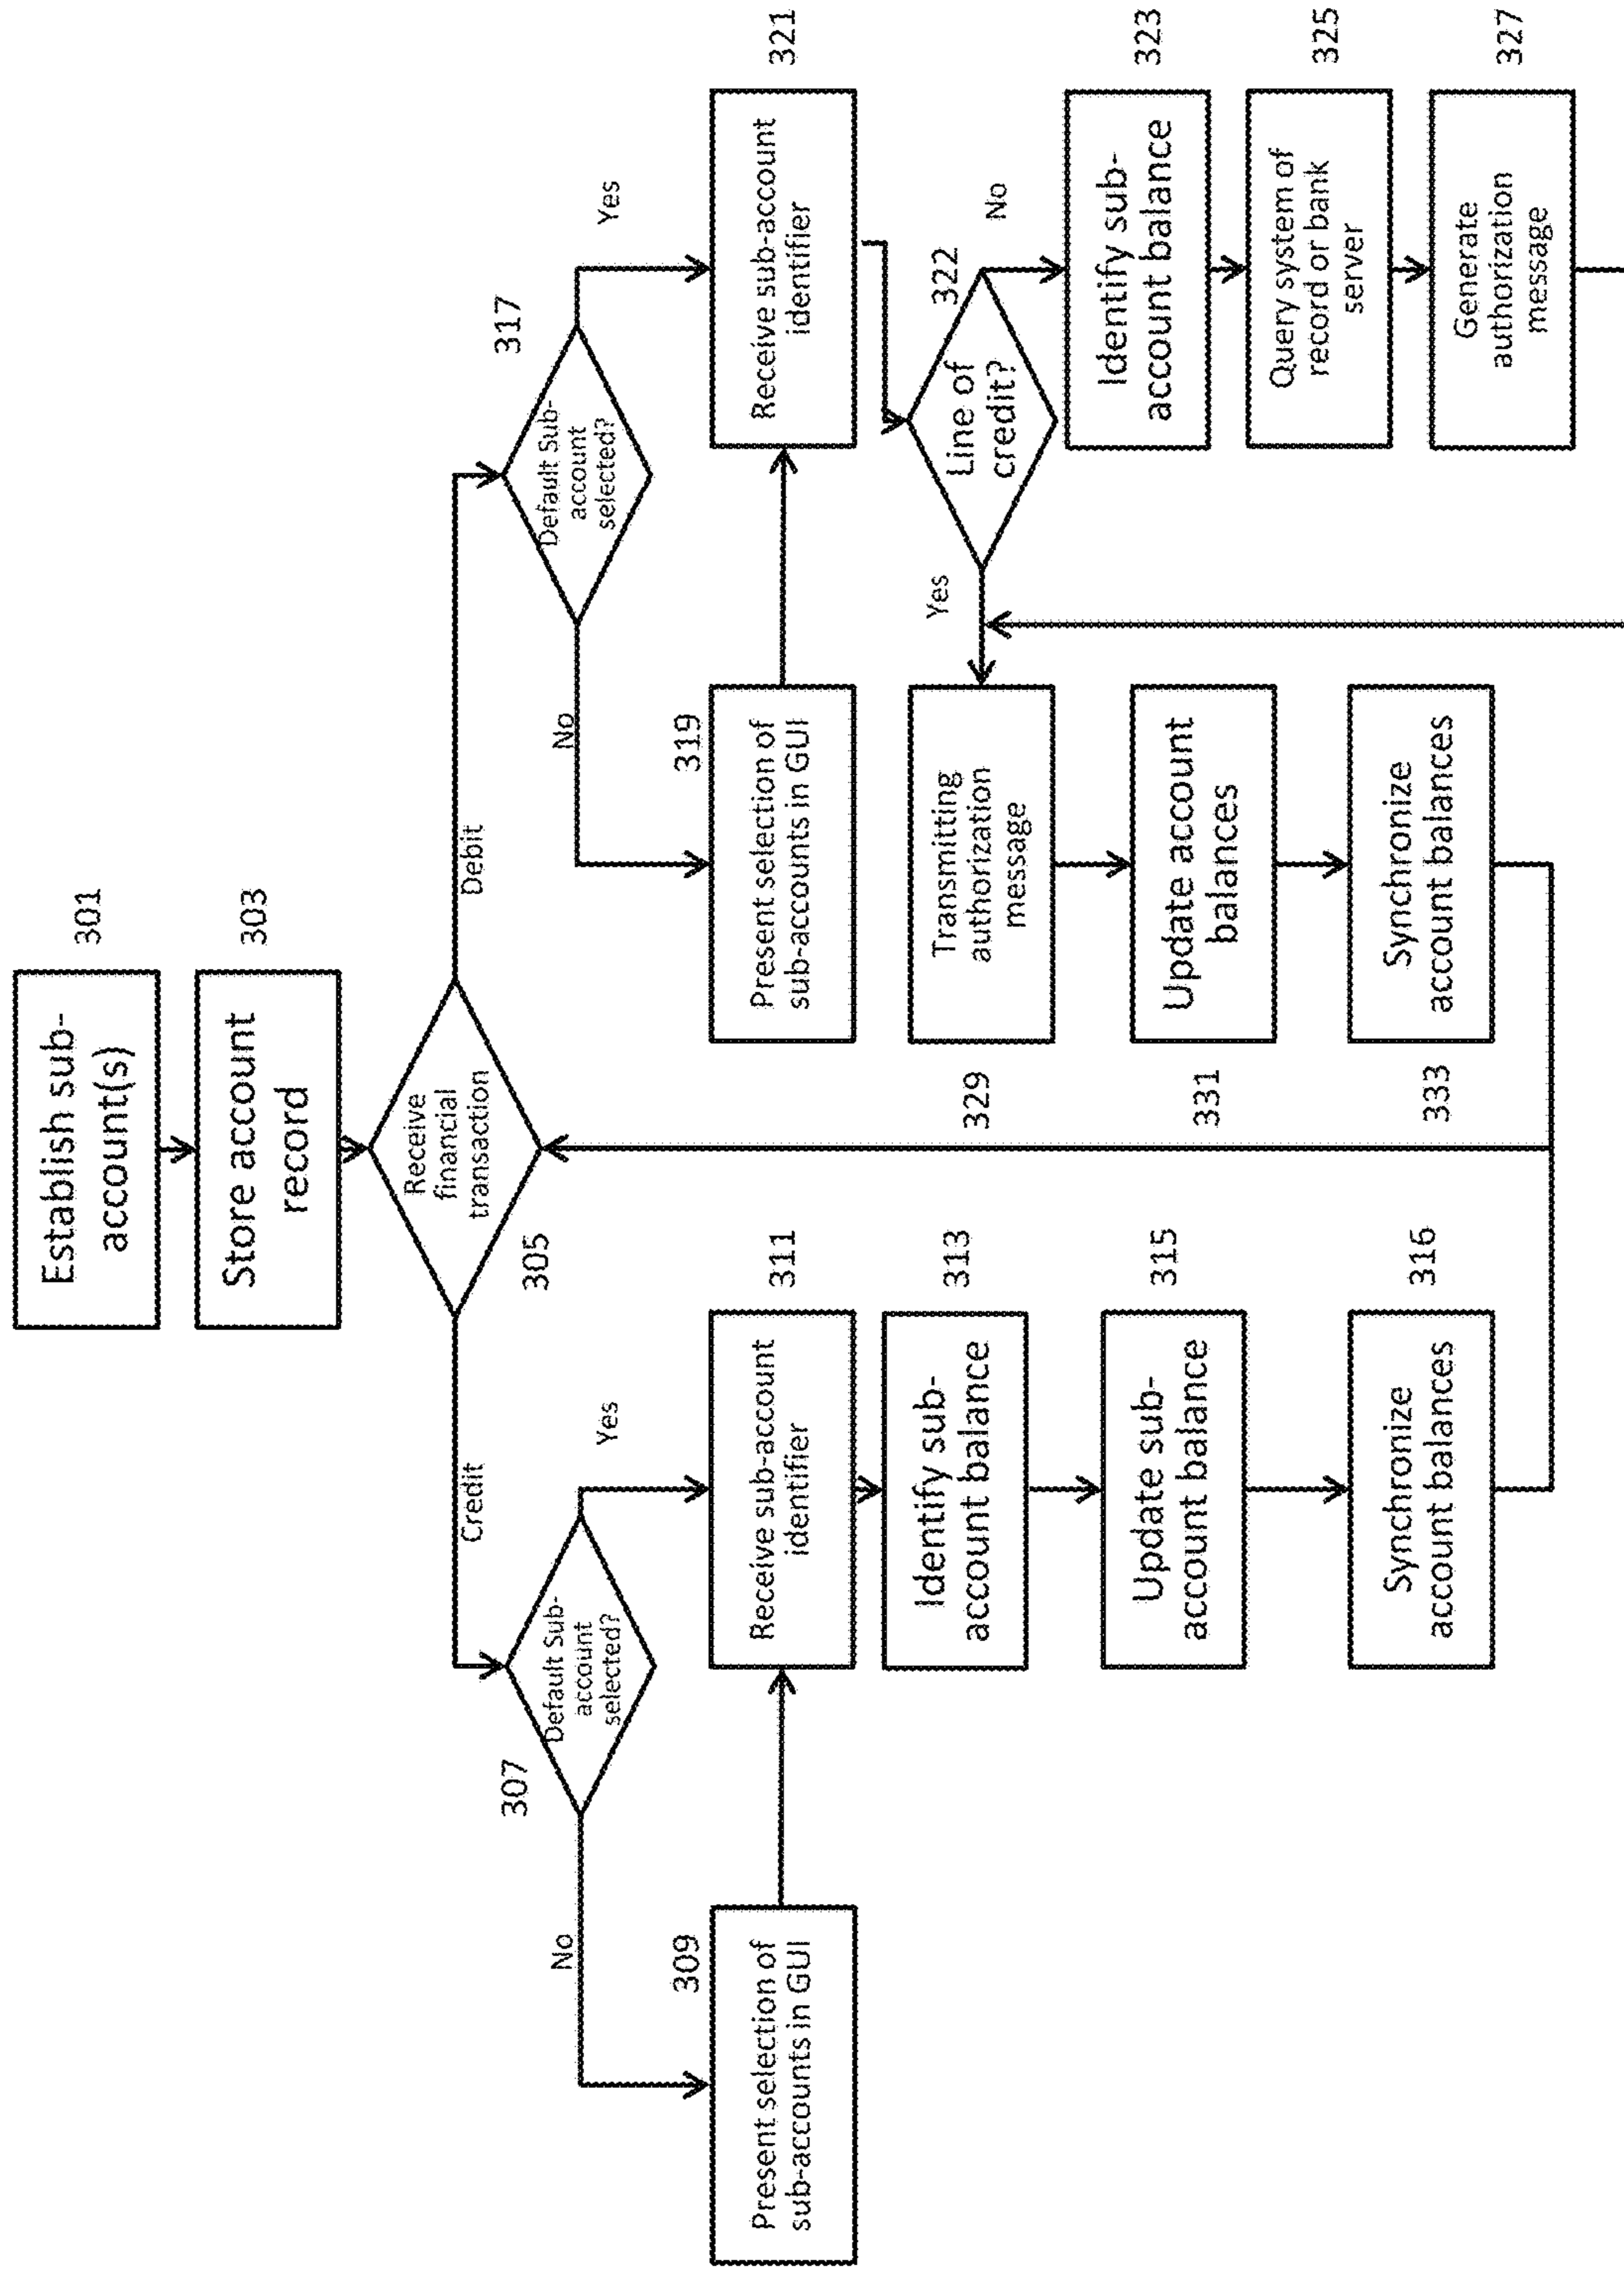 Establish sub-
account(s)
301
Store account
record
303
Receive
financial
transaction
305
Credit
Debit
307
Default Sub-
account
selected?
No
Yes
309
Present selection of
sub-accounts in GUI
Receive sub-account
identifier
311
Identify sub-
account balance
313
Update sub-
account balance
315
Synchronize
account balances
316
317
Default Sub-
account
selected?
No
Yes
319
Present selection of
sub-accounts in GUI
Receive sub-account
identifier
321
322
Line of
credit?
Yes
No
Identify sub-
account balance
323
Query system of
record or bank
server
325
Generate
authorization
message
327
329
Transmitting
authorization
message
331
Update account
balances
333
Synchronize
account balances